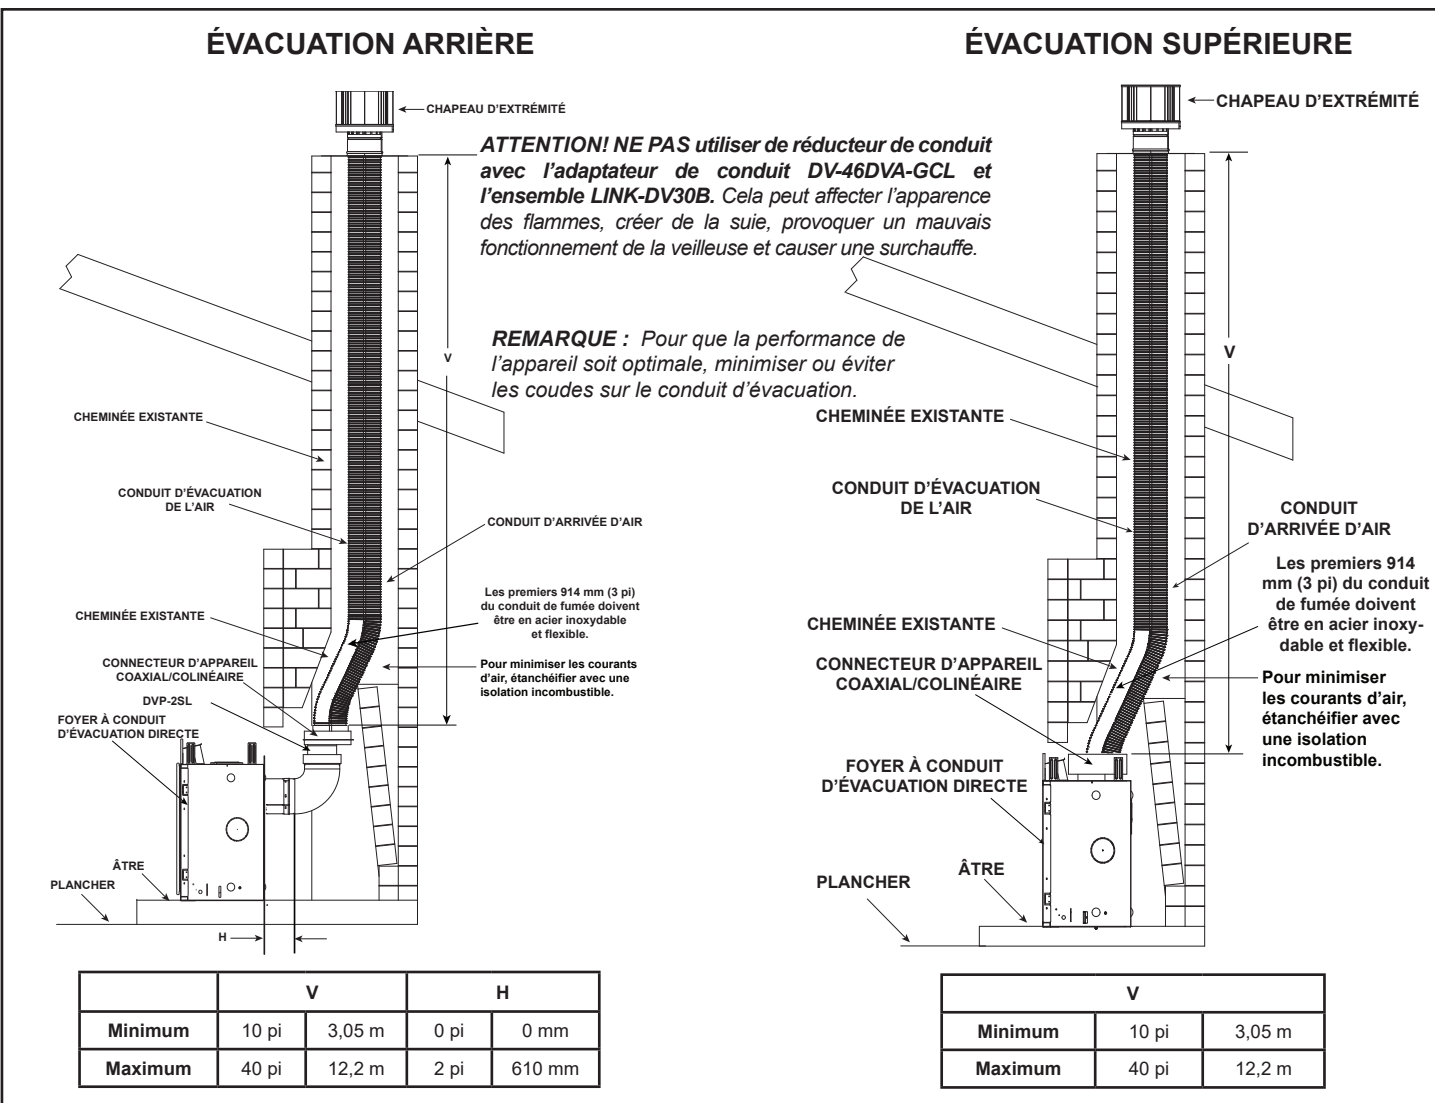 ÉVACUATION ARRIÈRE
CHAPEAU D'EXTRÉMITÉ
ATTENTION! NE PAS utiliser de réducteur de conduit
avec l'adaptateur de conduit DV-46DVA-GCL et
l'ensemble LINK-DV30B. Cela peut affecter l'apparence
des flammes, créer de la suie, provoquer un mauvais
fonctionnement de la veilleuse et causer une surchauffe.
REMARQUE : Pour que la performance de
l'appareil soit optimale, minimiser ou éviter
les coudes sur le conduit d'évacuation.
V
CHEMINÉE EXISTANTE
CONDUIT D'ÉVACUATION
DE L'AIR
CONDUIT D'ARRIVÉE D'AIR
Les premiers 914 mm (3 pi)
du conduit de fumée doivent
être en acier inoxydable
et flexible.
CHEMINÉE EXISTANTE
CONNECTEUR D'APPAREIL
COAXIAL/COLINÉAIRE
Pour minimiser les courants
d'air, étanchéifier avec une
isolation incombustible.
DVP-2SL
FOYER À CONDUIT
D'ÉVACUATION DIRECTE
ÂTRE
PLANCHER
H
V H
Minimum 10 pi 3,05 m 0 pi 0 mm
Maximum 40 pi 12,2 m 2 pi 610 mm
ÉVACUATION SUPÉRIEURE
CHAPEAU D'EXTRÉMITÉ
V
CHEMINÉE EXISTANTE
CONDUIT D'ÉVACUATION
DE L'AIR
CONDUIT
D'ARRIVÉE D'AIR
Les premiers 914
mm (3 pi) du conduit
de fumée doivent
être en acier inoxy-
dable et flexible.
CHEMINÉE EXISTANTE
CONNECTEUR D'APPAREIL
COAXIAL/COLINÉAIRE
Pour minimiser
les courants d'air,
étanchéifier avec
une isolation
incombustible.
FOYER À CONDUIT
D'ÉVACUATION DIRECTE
ÂTRE
PLANCHER
V
Minimum 10 pi 3,05 m
Maximum 40 pi 12,2 m